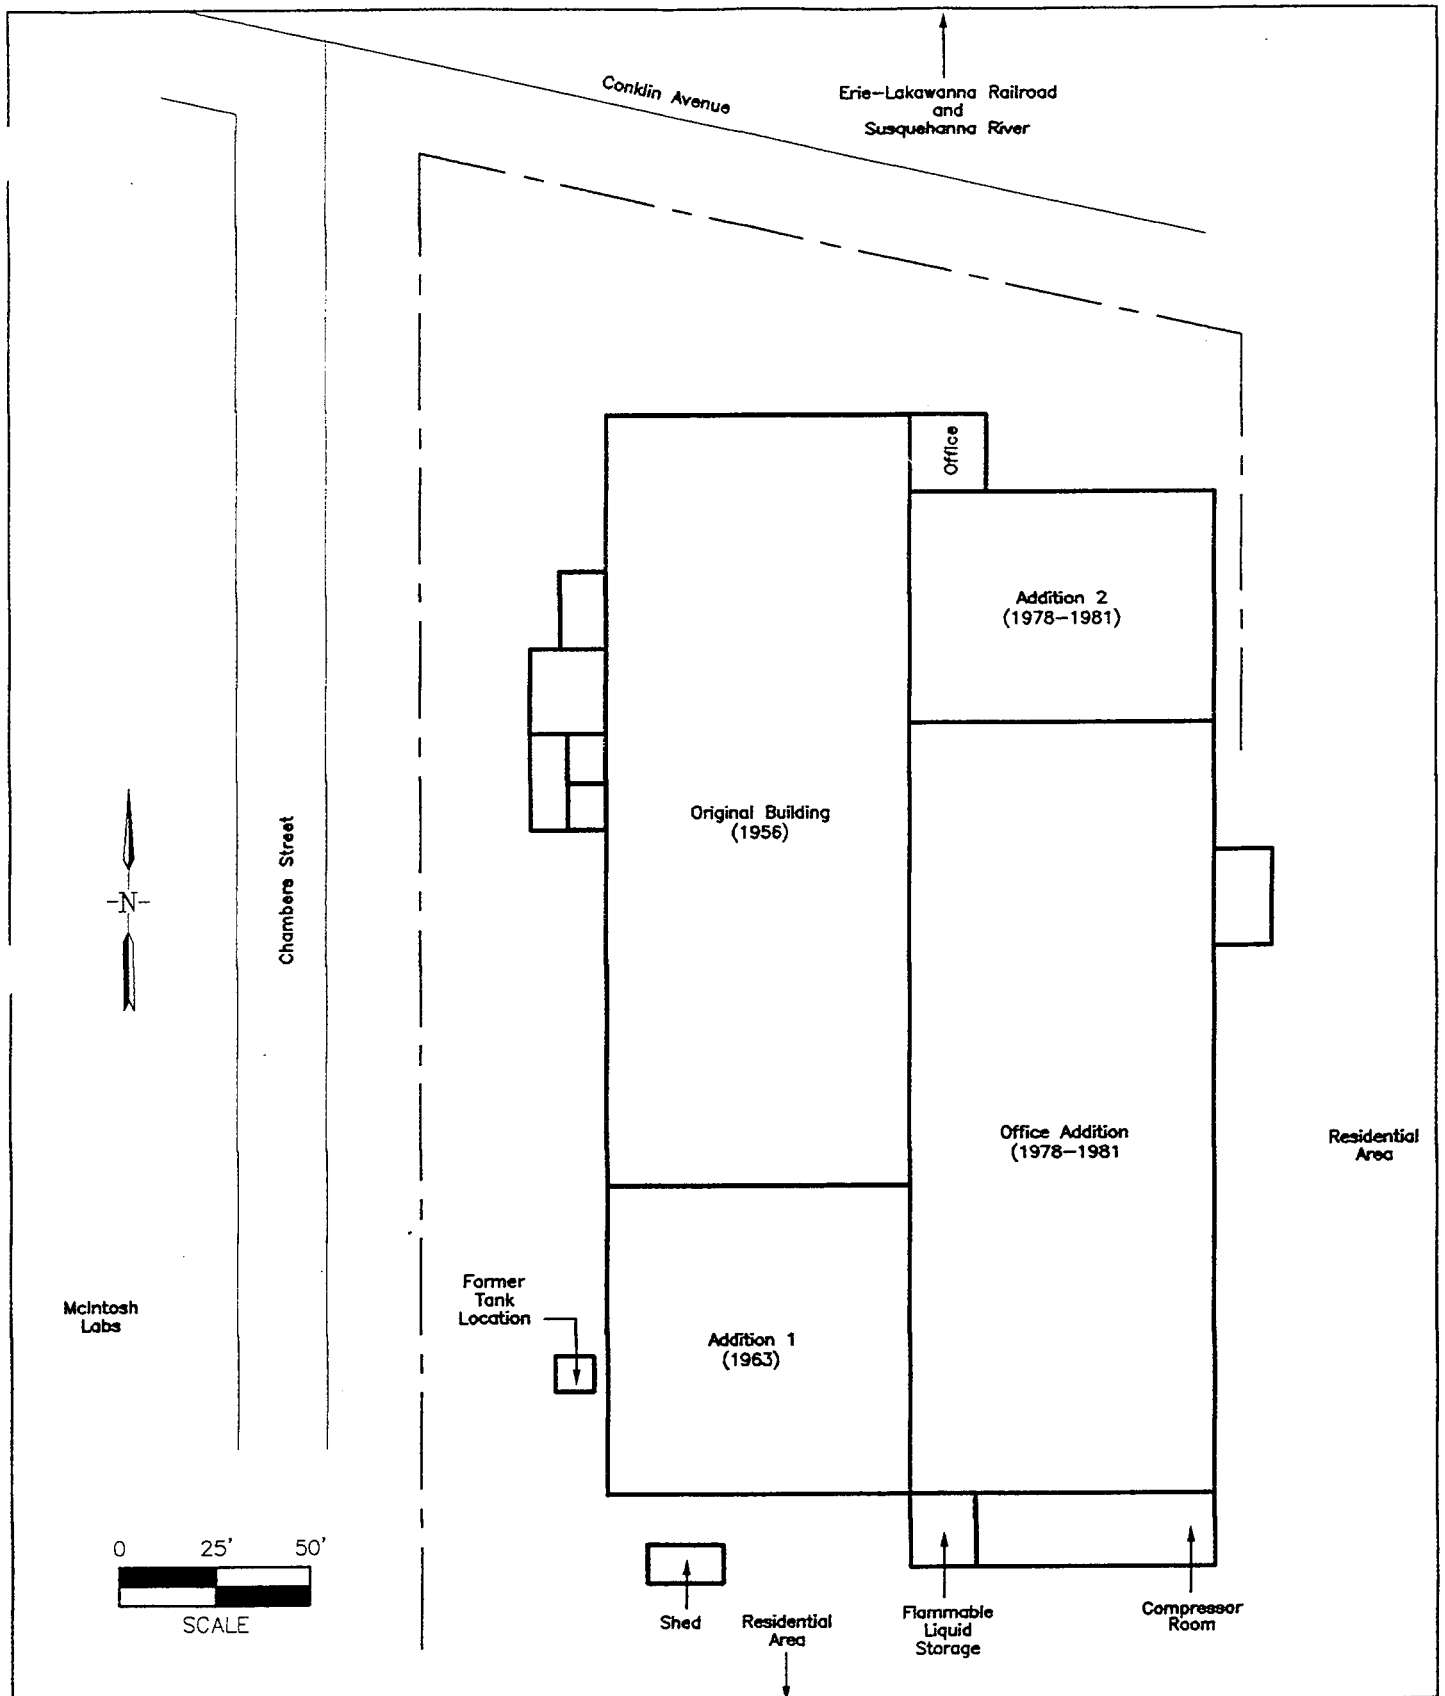 Conklin Avenue
Erie-Lakawanna Railroad
and
Susquehanna River
Office
Addition 2
(1978-1981)
Original Building
(1956)
-N-
Chambers Street
Office Addition
(1978-1981
Residential
Area
Former
Tank
Location
McIntosh
Labs
Addition 1
(1963)
0 25' 50'
SCALE
Shed
Residential
Area
Flammable
Liquid
Storage
Compressor
Room